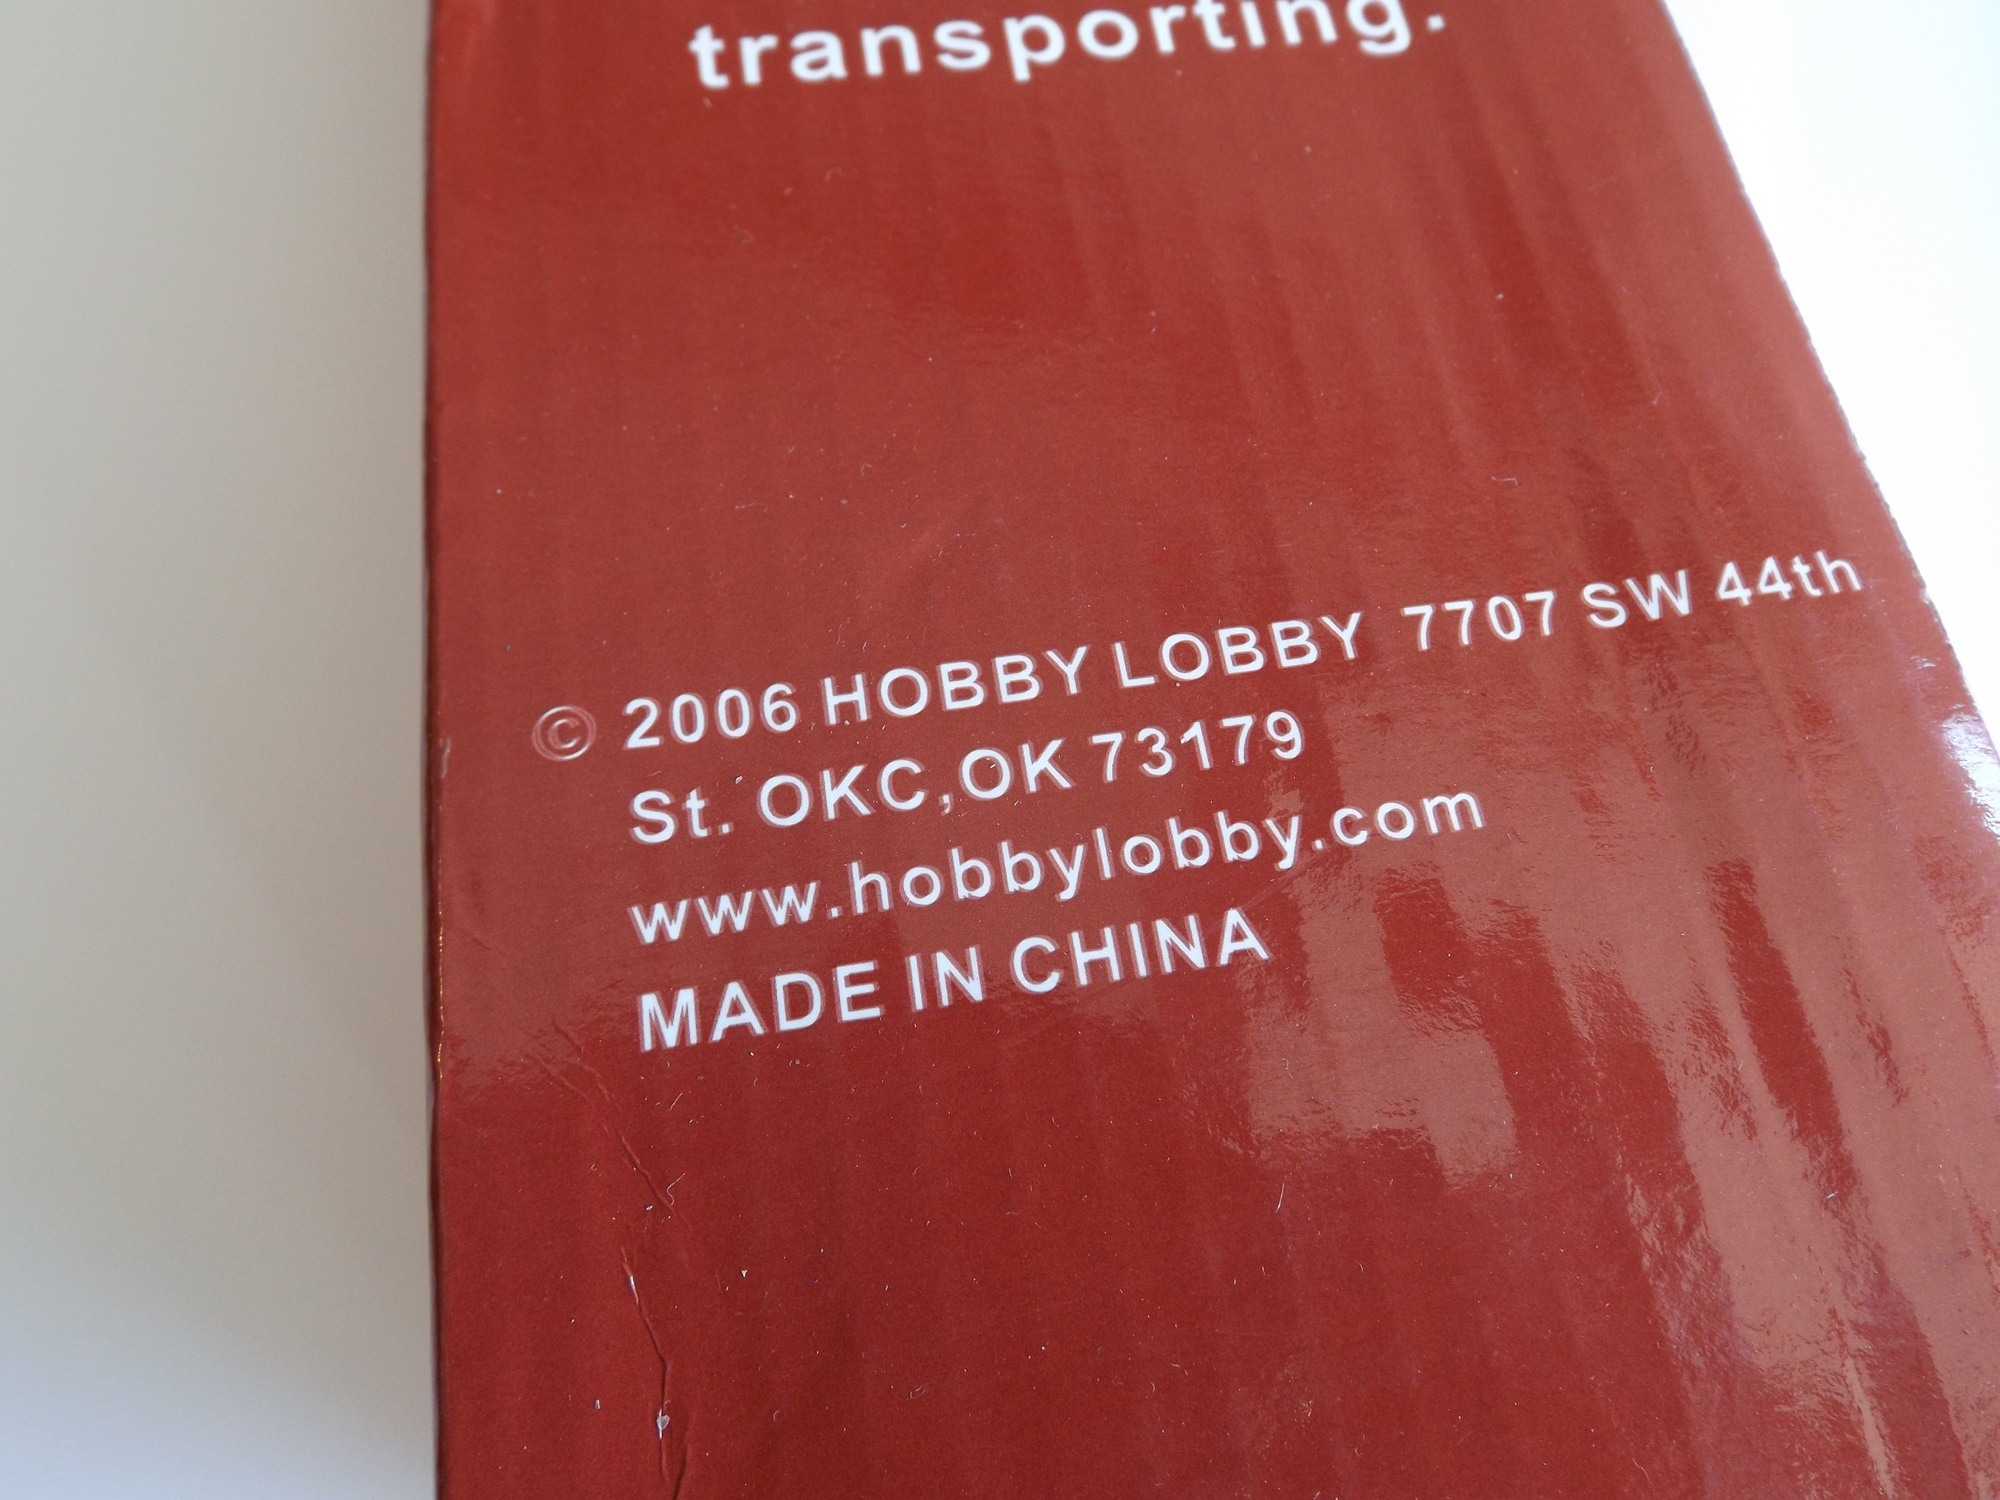 transporting.
© 2006 HOBBY LOBBY 7707 SW 44th
St. OKC,OK 73179
www.hobbylobby.com
MADE IN CHINA